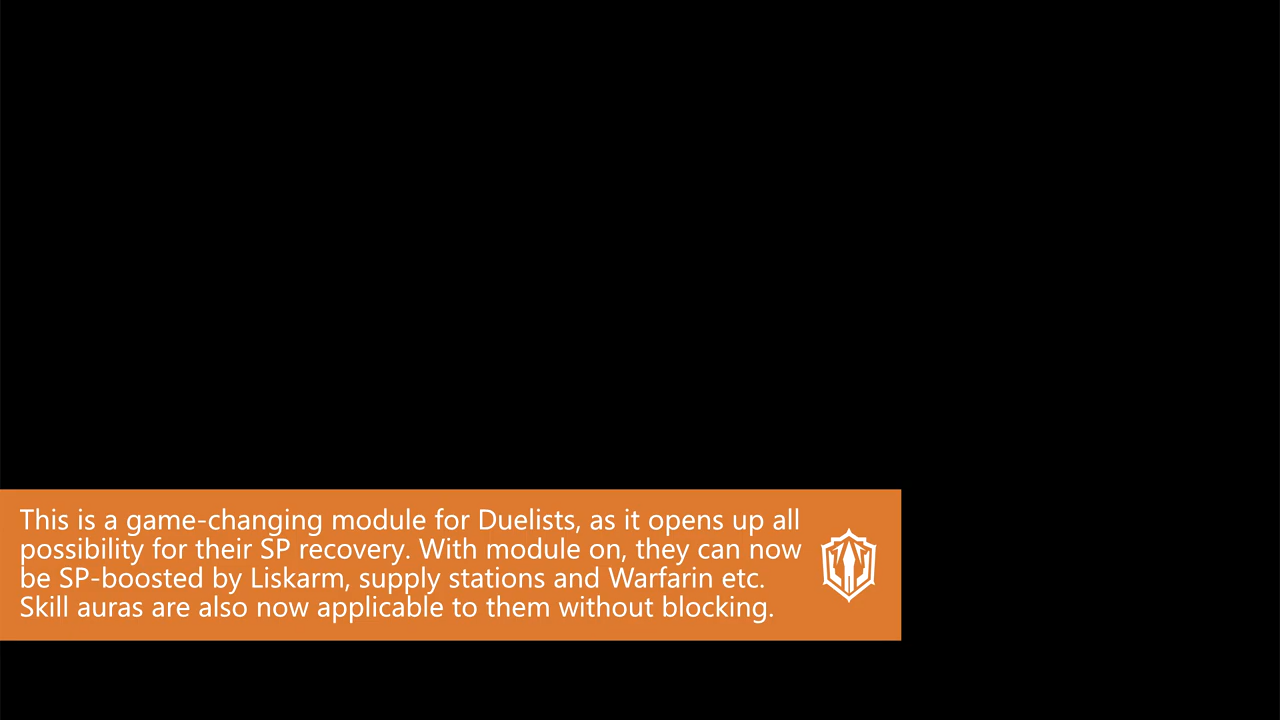 This is a game-changing module for Duelists, as it opens up all
possibility for their SP recovery. With module on, they can now
be SP-boosted by Liskarm, supply stations and Warfarin etc.
Skill auras are also now applicable to them without blocking.